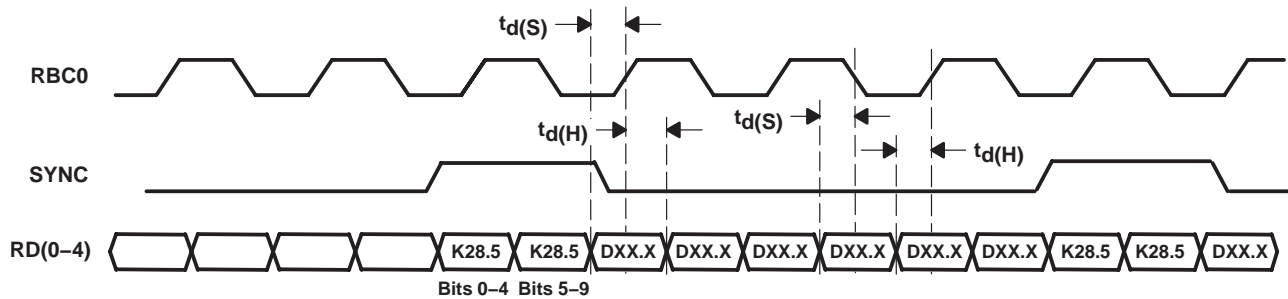 td(S)
RBC0
td(H)
td(S)
td(H)
SYNC
RD(0–4)
K28.5 K28.5 DXX.X DXX.X DXX.X DXX.X DXX.X DXX.X K28.5 K28.5 DXX.X
Bits 0–4 Bits 5–9